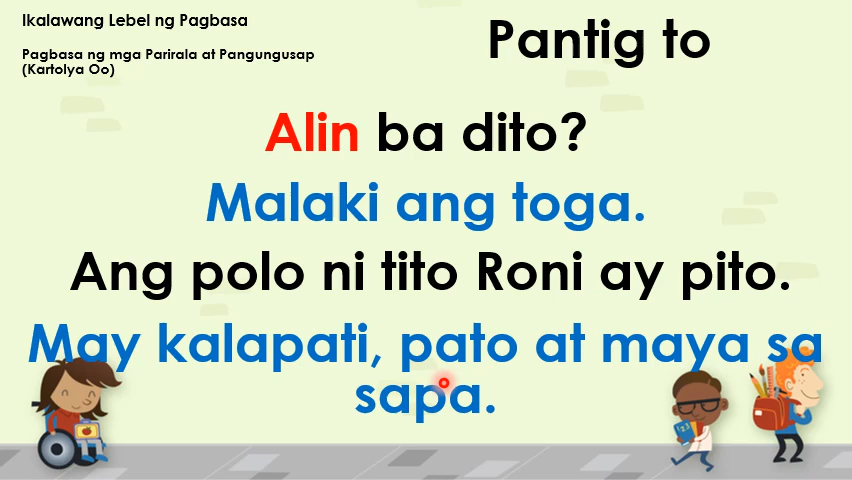 Ikalawang Lebel ng Pagbasa
Pagbasa ng mga Parirala at Pangungusap
(Kartolya Oo)
Pantig to
Alin ba dito?
Malaki ang toga.
Ang polo ni tito Roni ay pito.
May kalapati, pato at maya sa
sapa.